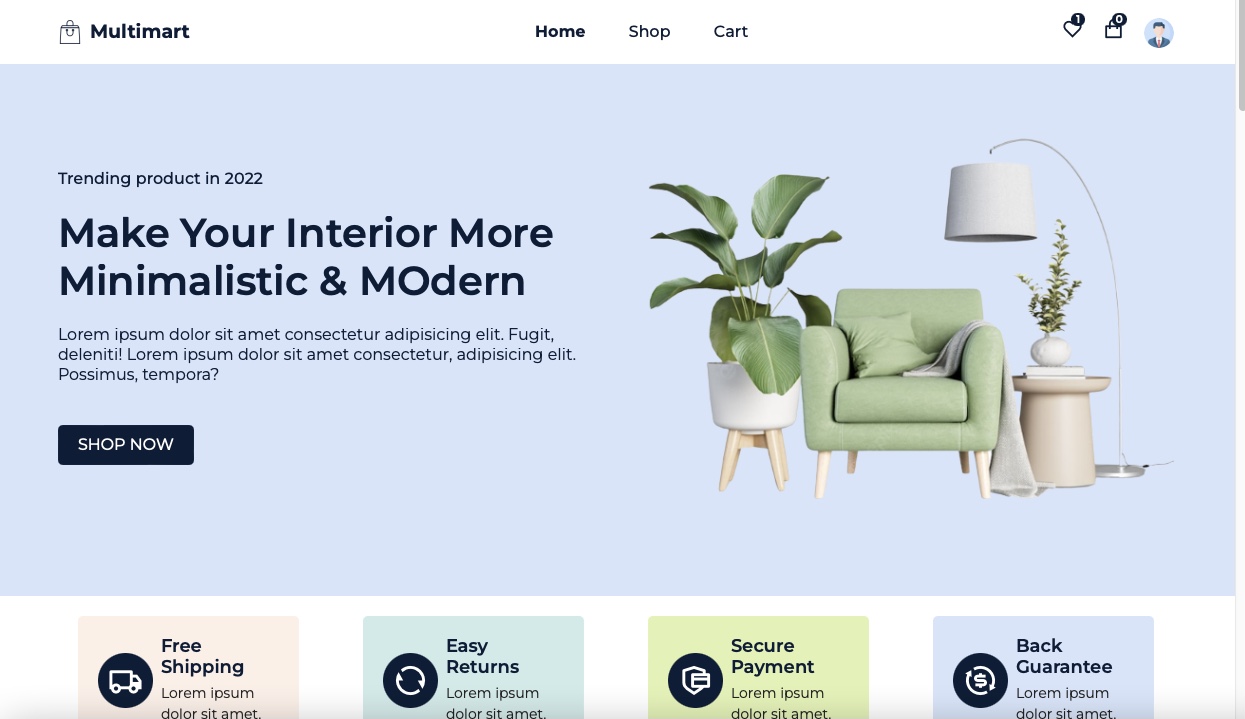 Multimart
Home
Shop
Cart
1
0
Trending product in 2022
Make Your Interior More
Minimalistic & MOdern
Lorem ipsum dolor sit amet consectetur adipisicing elit. Fugit,
deleniti! Lorem ipsum dolor sit amet consectetur, adipisicing elit.
Possimus, tempora?
SHOP NOW
Free
Shipping
Lorem ipsum
dolor sit amet.
Easy
Returns
Lorem ipsum
dolor sit amet.
Secure
Payment
Lorem ipsum
dolor sit amet.
Back
Guarantee
Lorem ipsum
dolor sit amet.